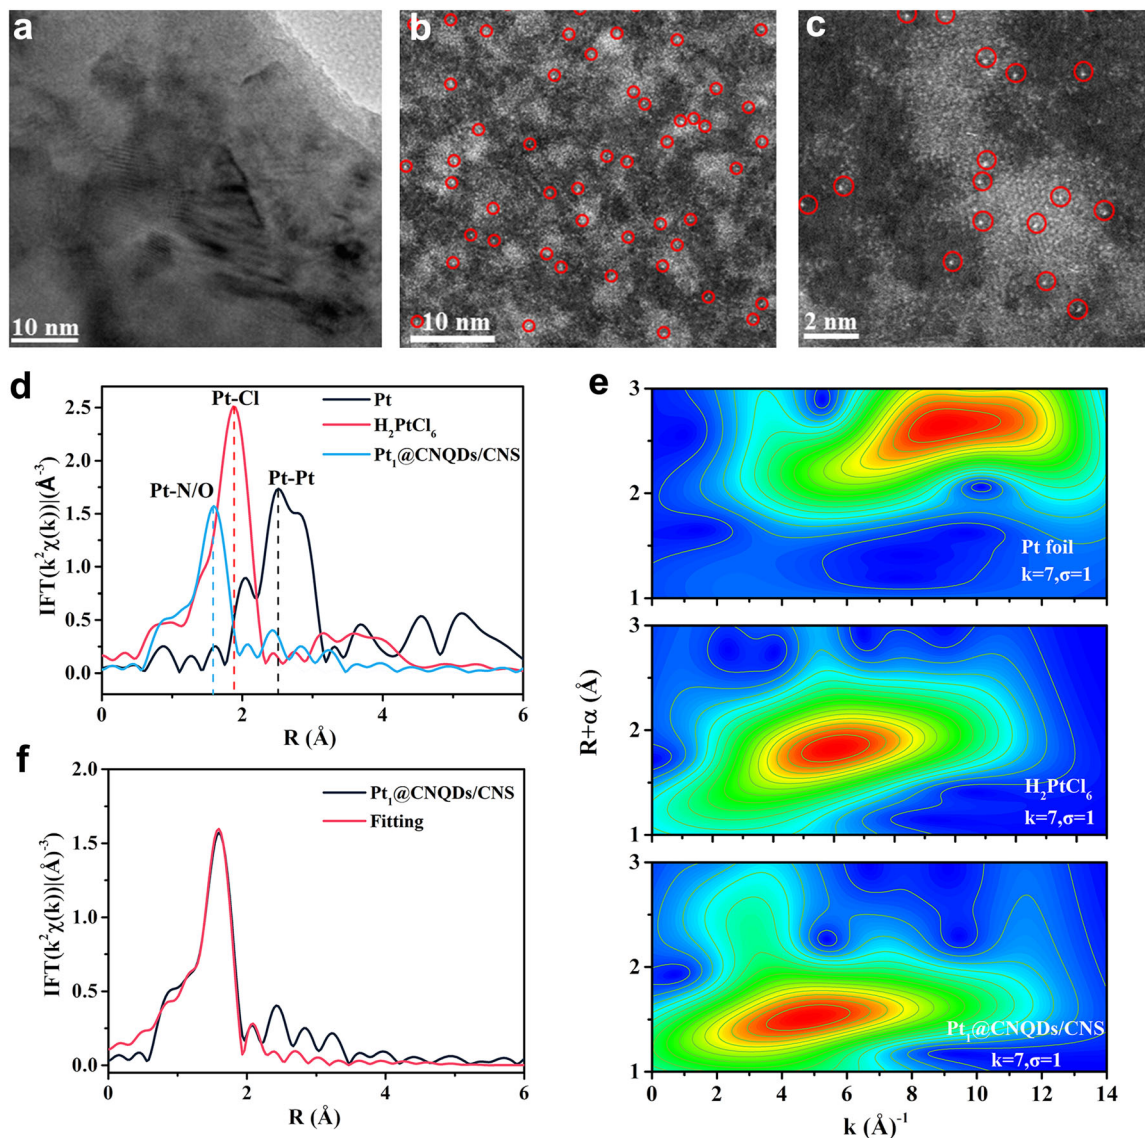 a
10 nm
b
10 nm
c
2 nm
d
IFT(k²χ(k))|(Å⁻³)
2.5
2.0
1.5
1.0
0.5
0.0
Pt-Cl
Pt-N/O
Pt-Pt
Pt
H₂PtCl₆
Pt₁@CNQDs/CNS
0 2 4 6
R (Å)
e
R+α (Å)
3
2
1
Pt foil
k=7,σ=1
3
2
1
H₂PtCl₆
k=7,σ=1
3
2
1
Pt₁@CNQDs/CNS
k=7,σ=1
0 2 4 6 8 10 12 14
k (Å)⁻¹
f
IFT(k²χ(k))|(Å)⁻³
2.0
1.5
1.0
0.5
0.0
Pt₁@CNQDs/CNS
Fitting
0 2 4 6
R (Å)